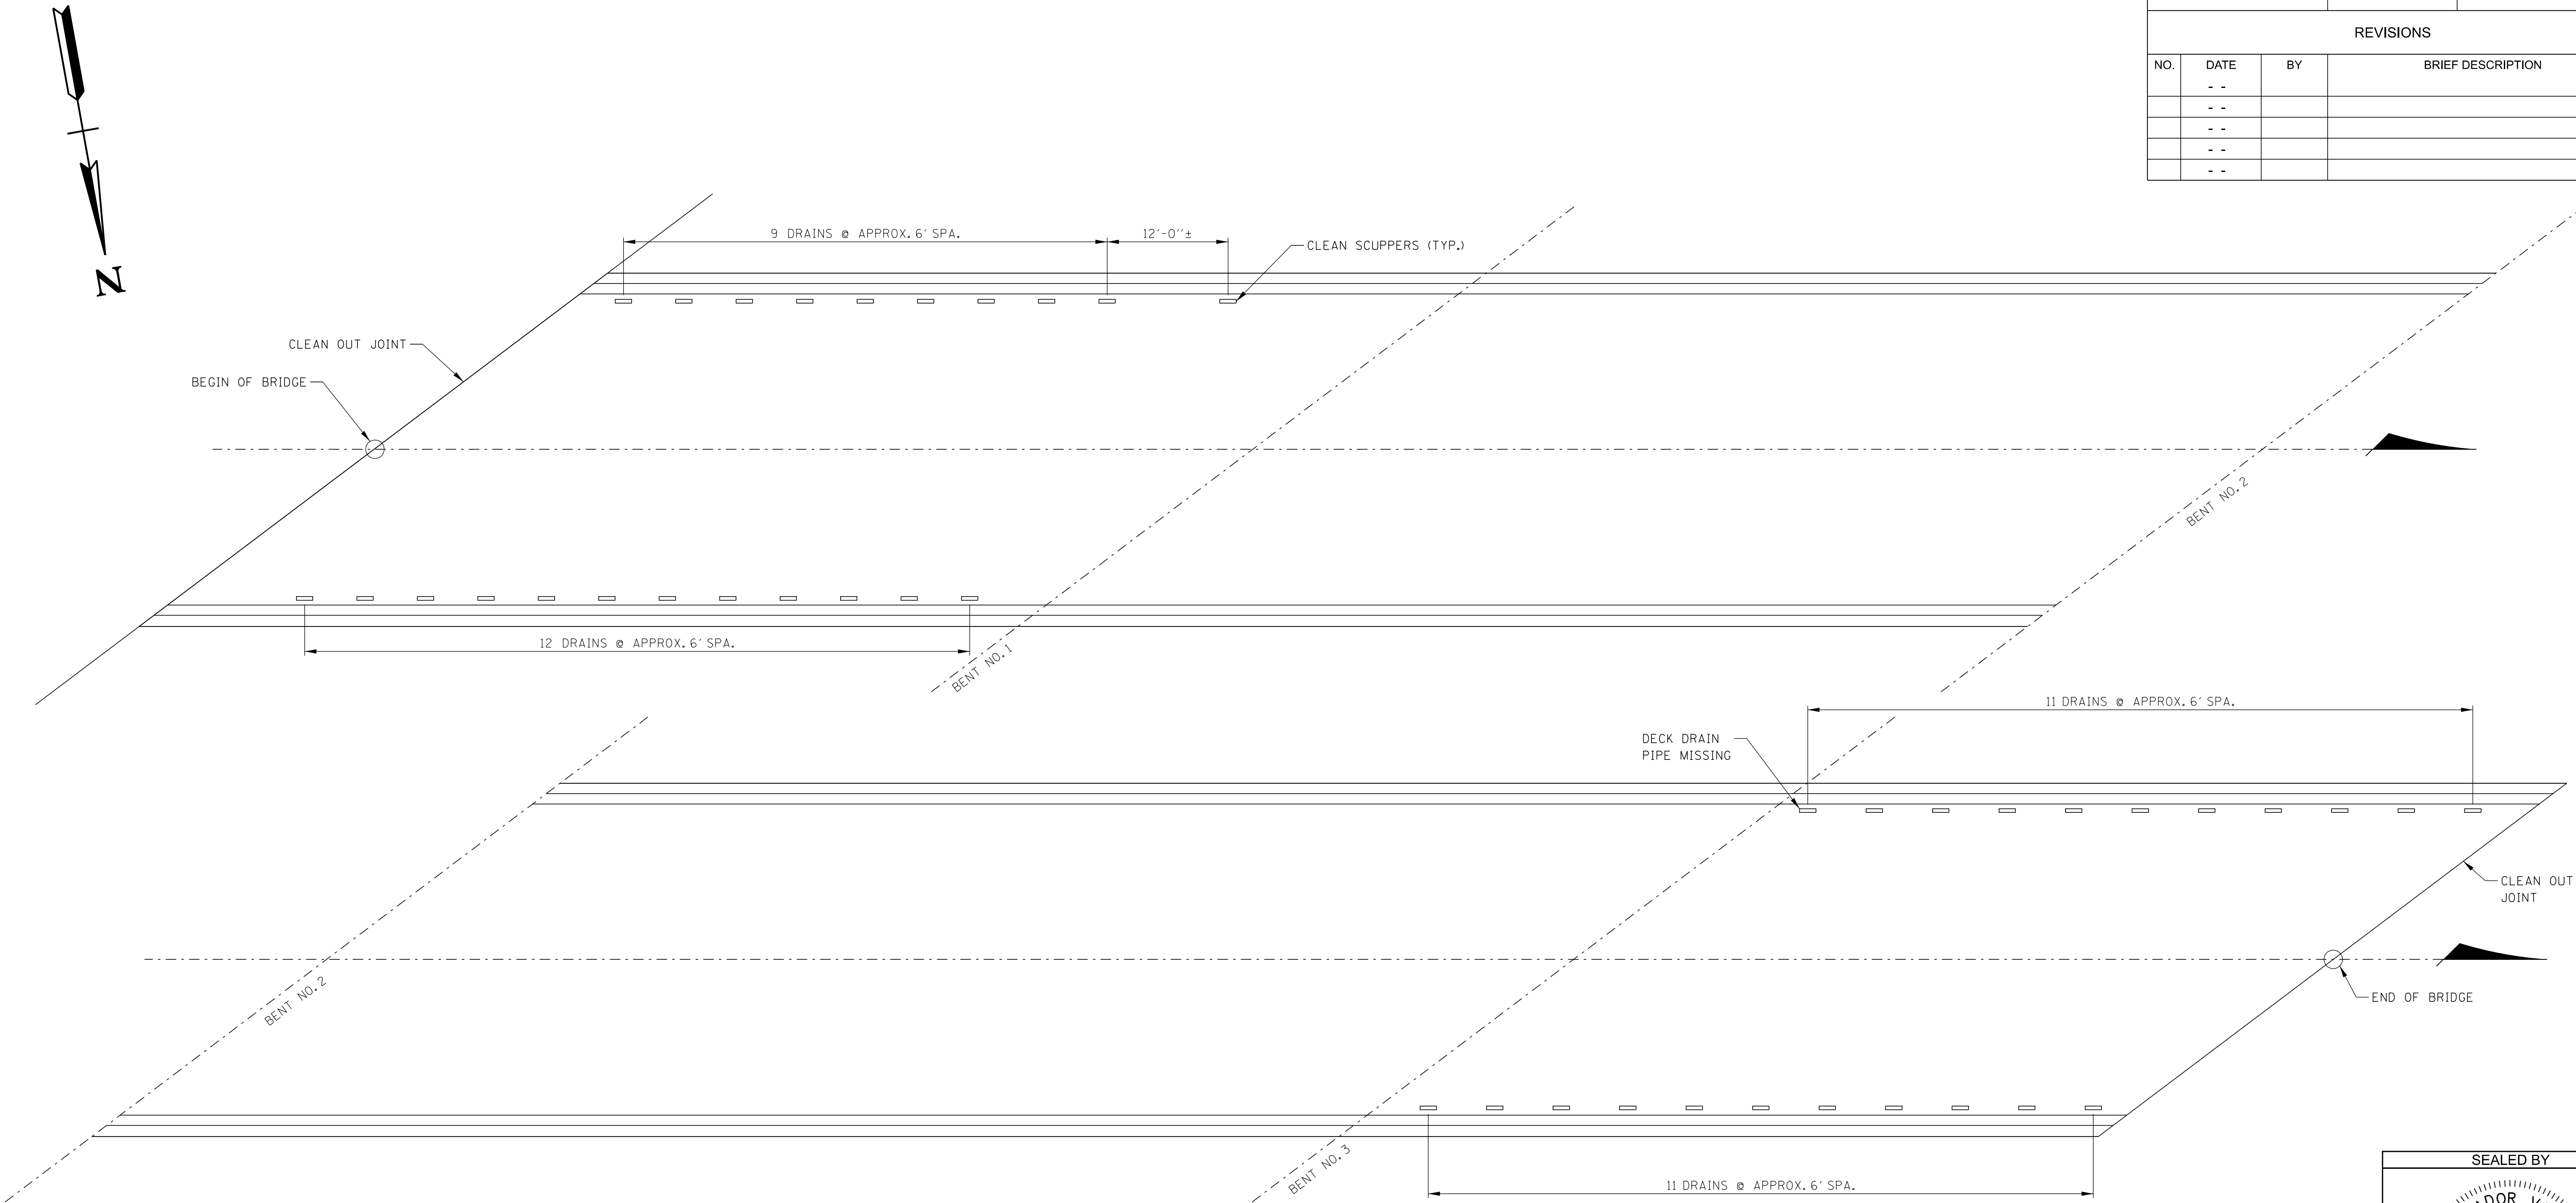 REVISIONS
NO. DATE BY BRIEF DESCRIPTION
- -
- -
- -
- -
- -
N
9 DRAINS @ APPROX. 6' SPA.
12'-0"±
CLEAN SCUPPERS (TYP.)
CLEAN OUT JOINT
BEGIN OF BRIDGE
BENT NO. 2
12 DRAINS @ APPROX. 6' SPA.
BENT NO. 1
11 DRAINS @ APPROX. 6' SPA.
DECK DRAIN
PIPE MISSING
CLEAN OUT
JOINT
BENT NO. 2
END OF BRIDGE
BENT NO. 3
11 DRAINS @ APPROX. 6' SPA.
SEALED BY